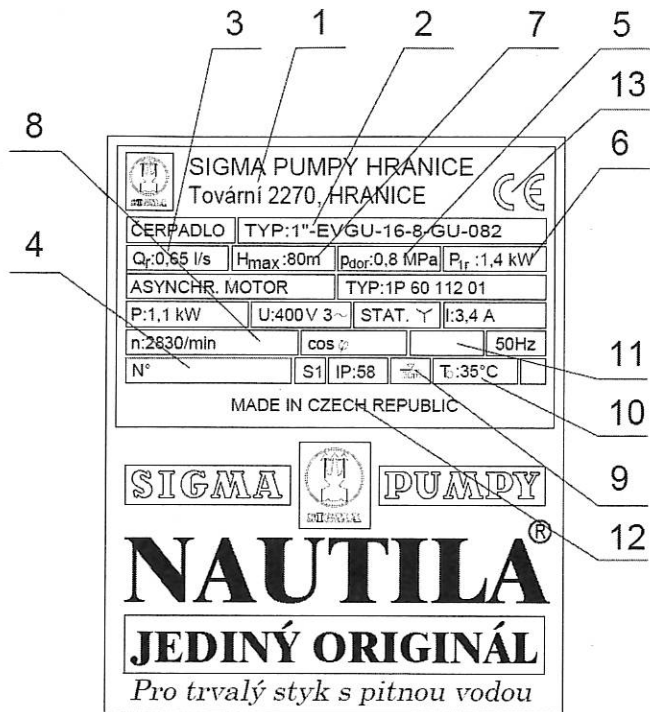 3 1 2 7 5
13
8 6
SIGMA PUMPY HRANICE
Tovární 2270, HRANICE
SIGMA CE
ČERPADLO TYP:1"-EVGU-16-8-GU-082
4
Qr:0,65 l/s Hmax:80m pdor:0,8 MPa P1r:1,4 kW
ASYNCHR. MOTOR TYP:1P 60 112 01
P:1,1 kW U:400V 3~ STAT. Y I:3,4 A
n:2830/min cos φ 50Hz
11
N° S1 IP:58 :35°C
10
MADE IN CZECH REPUBLIC
9
SIGMA SIGMA PUMPY
12
NAUTILA®
JEDINÝ ORIGINÁL
Pro trvalý styk s pitnou vodou